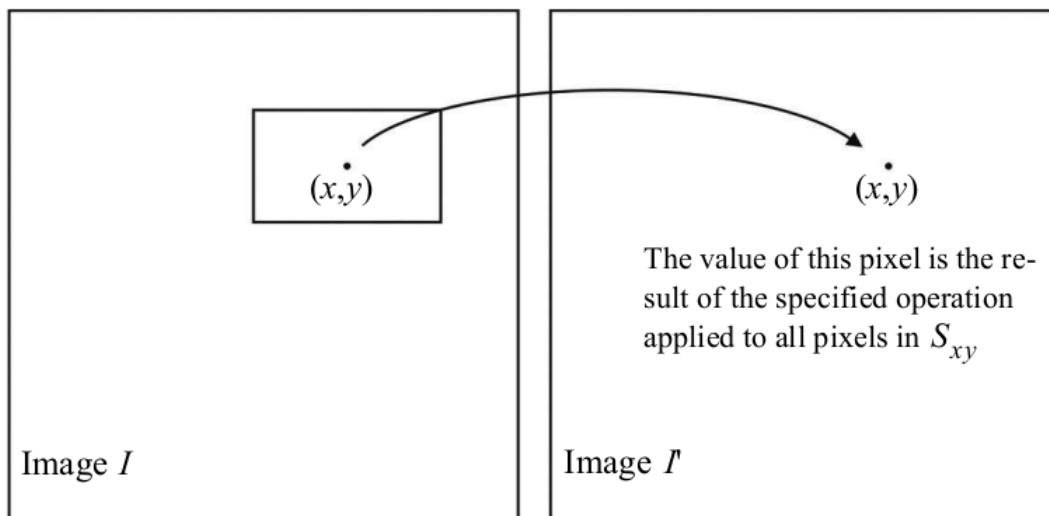 (x,y)
(x,y)
The value of this pixel is the re-
sult of the specified operation
applied to all pixels in S_xy
Image I
Image I'